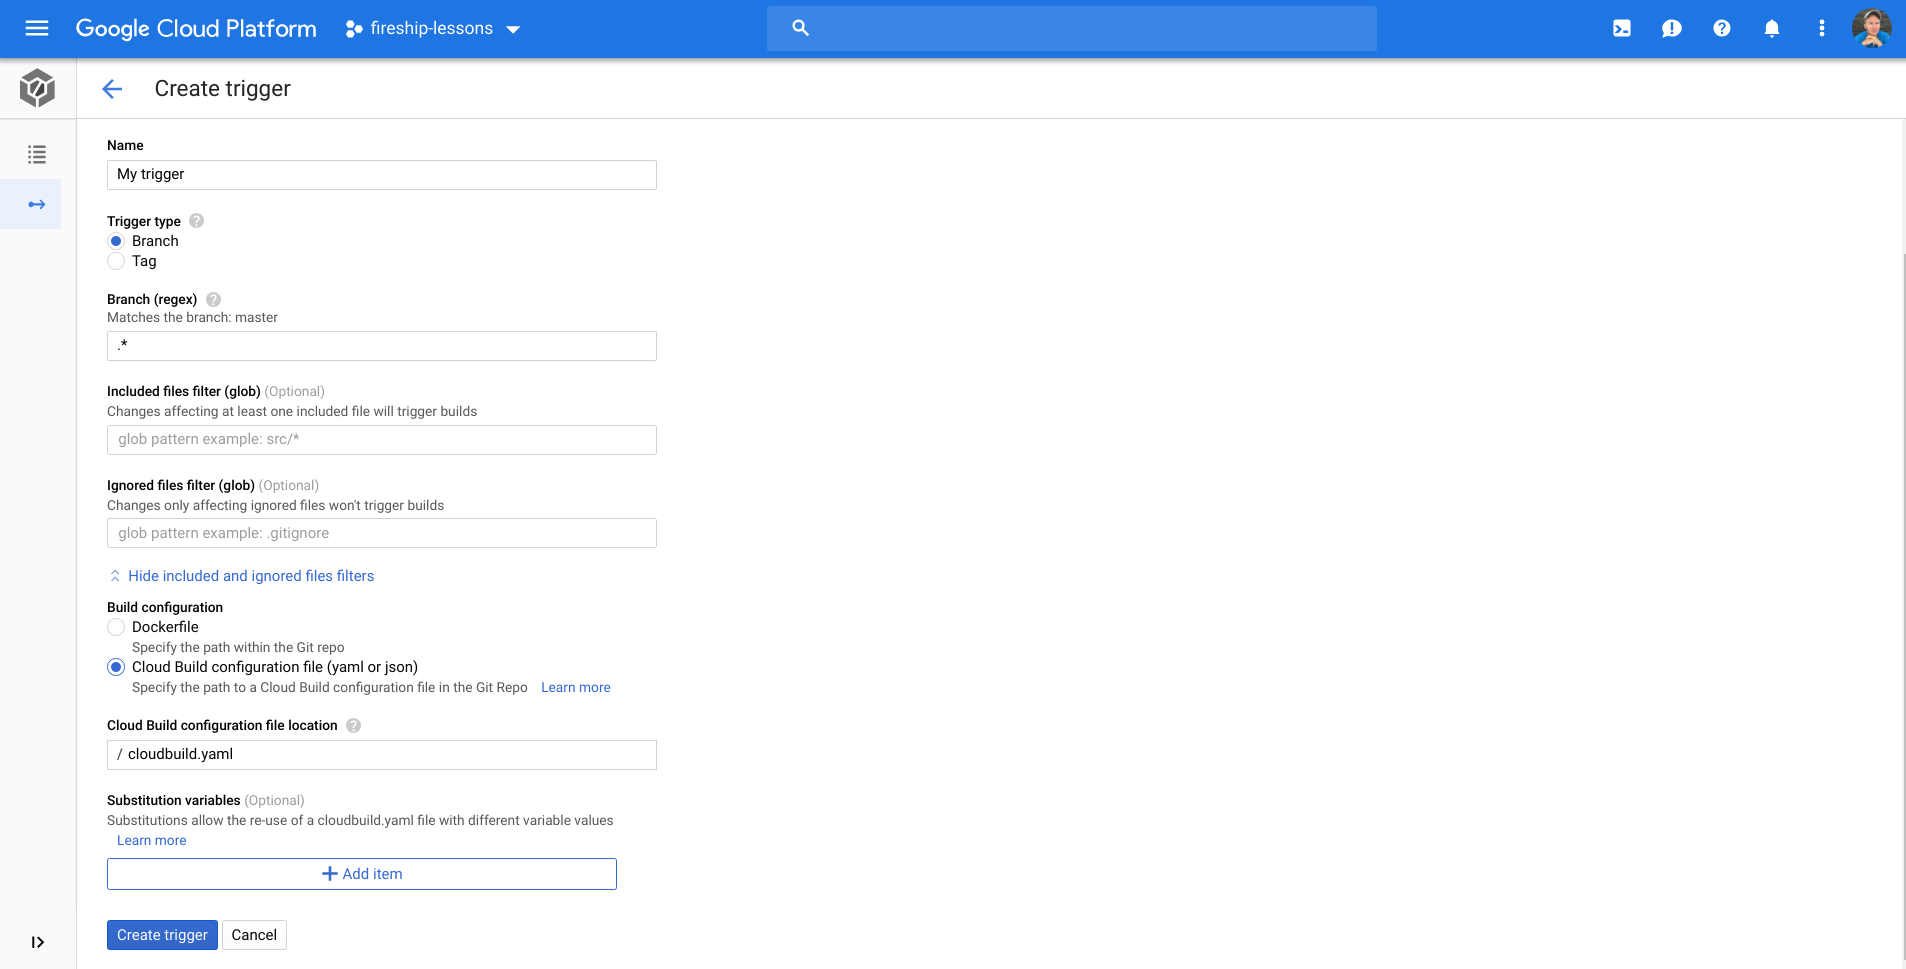 Google Cloud Platform
fireship-lessons
Create trigger
Name
My trigger
Trigger type
Branch
Tag
Branch (regex)
Matches the branch: master
.*
Included files filter (glob) (Optional)
Changes affecting at least one included file will trigger builds
glob pattern example: src/*
Ignored files filter (glob) (Optional)
Changes only affecting ignored files won't trigger builds
glob pattern example: .gitignore
Hide included and ignored files filters
Build configuration
Dockerfile
Specify the path within the Git repo
Cloud Build configuration file (yaml or json)
Specify the path to a Cloud Build configuration file in the Git Repo Learn more
Cloud Build configuration file location
/ cloudbuild.yaml
Substitution variables (Optional)
Substitutions allow the re-use of a cloudbuild.yaml file with different variable values
Learn more
+ Add item
Create trigger Cancel